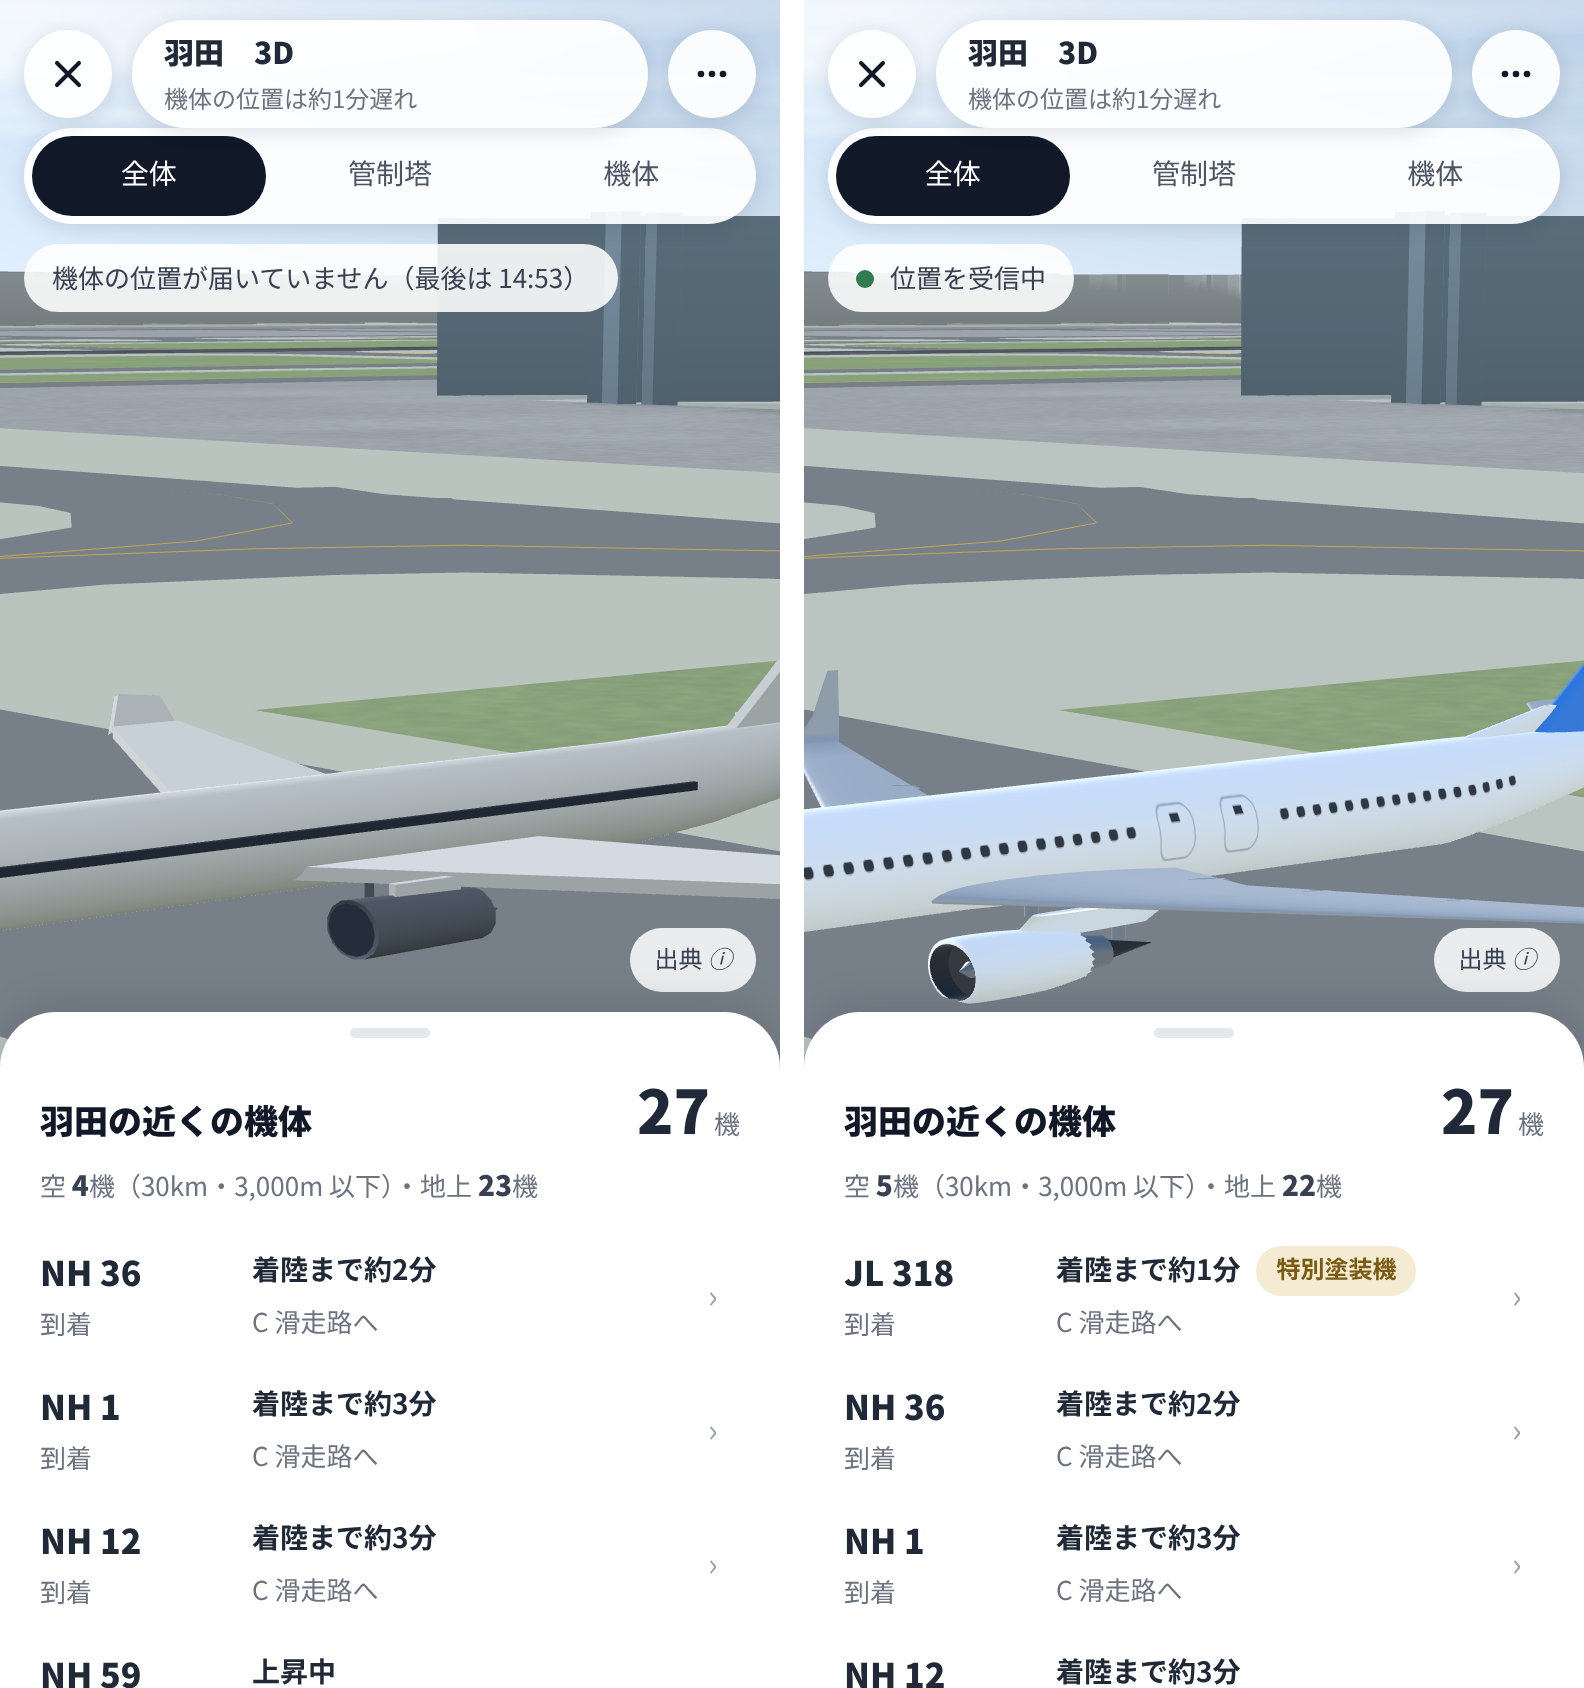 羽田 3D
機体の位置は約1分遅れ
全体 管制塔 機体
機体の位置が届いていません（最後は 14:53）
出典 ⓘ
羽田の近くの機体 27機
空 4機（30km・3,000m 以下）・地上 23機
NH 36 着陸まで約2分
到着 C 滑走路へ
NH 1 着陸まで約3分
到着 C 滑走路へ
NH 12 着陸まで約3分
到着 C 滑走路へ
NH 59 上昇中
羽田 3D
機体の位置は約1分遅れ
全体 管制塔 機体
位置を受信中
出典 ⓘ
羽田の近くの機体 27機
空 5機（30km・3,000m 以下）・地上 22機
JL 318 着陸まで約1分 特別塗装機
到着 C 滑走路へ
NH 36 着陸まで約2分
到着 C 滑走路へ
NH 1 着陸まで約3分
到着 C 滑走路へ
NH 12 着陸まで約3分